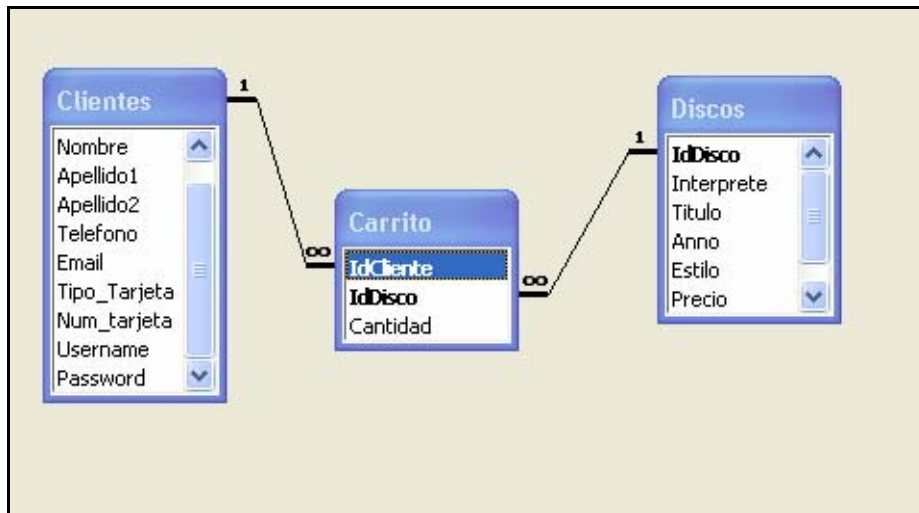 Clientes
Nombre
Apellido1
Apellido2
Telefono
Email
Tipo_Tarjeta
Num_tarjeta
Username
Password
1
∞
Carrito
IdCliente
IdDisco
Cantidad
∞
1
Discos
IdDisco
Interprete
Titulo
Anno
Estilo
Precio